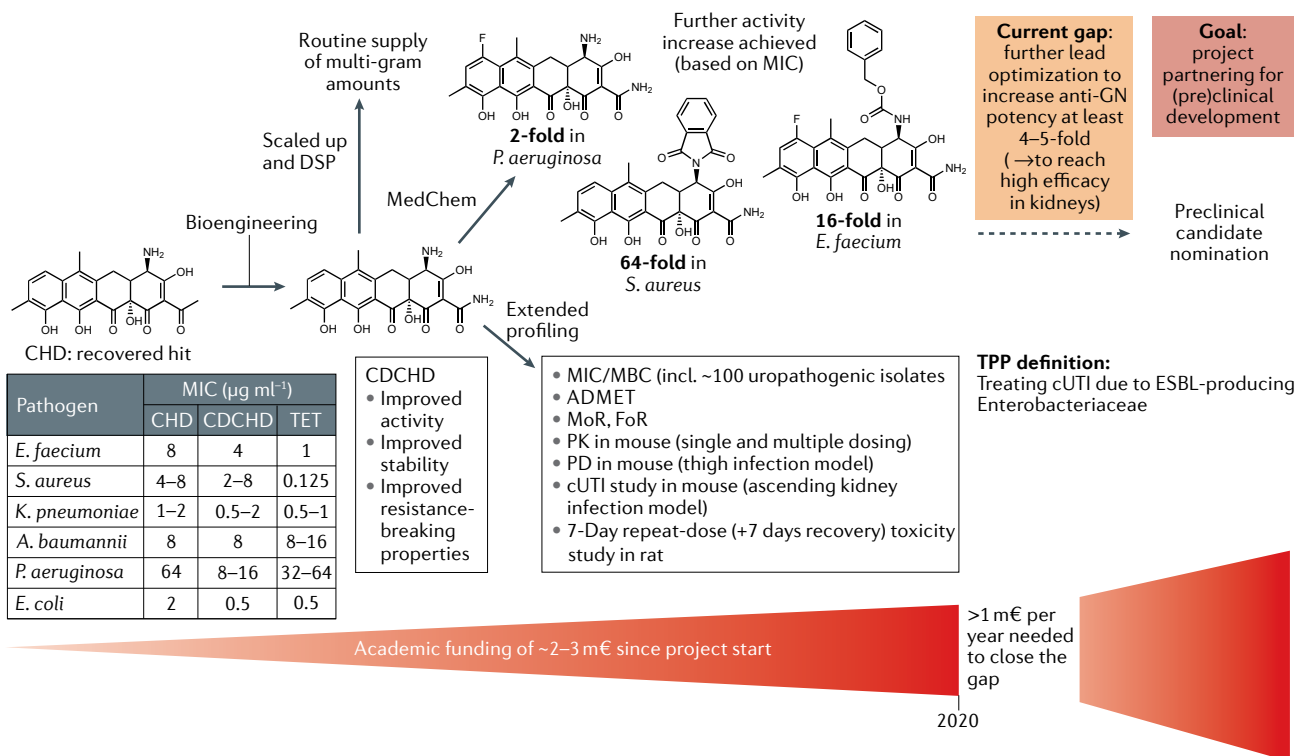 Routine supply
of multi-gram
amounts
Scaled up
and DSP
Bioengineering
MedChem
Extended
profiling
F
NH₂
OH
NH₂
OH
OH
O
OH
O
O
2-fold in
P. aeruginosa
Further activity
increase achieved
(based on MIC)
O
N
O
OH
NH₂
OH
OH
O
OH
O
O
64-fold in
S. aureus
O
O
NH
F
OH
NH₂
OH
OH
O
OH
O
O
16-fold in
E. faecium
Current gap:
further lead
optimization to
increase anti-GN
potency at least
4–5-fold
( →to reach
high efficacy
in kidneys)
Goal:
project
partnering for
(pre)clinical
development
Preclinical
candidate
nomination
NH₂
OH
OH
OH
O
OH
O
O
CHD: recovered hit
NH₂
OH
NH₂
OH
OH
O
OH
O
O
Pathogen MIC (µg ml⁻¹)
CHD CDCHD TET
E. faecium 8 4 1
S. aureus 4–8 2–8 0.125
K. pneumoniae 1–2 0.5–2 0.5–1
A. baumannii 8 8 8–16
P. aeruginosa 64 8–16 32–64
E. coli 2 0.5 0.5
CDCHD
• Improved
activity
• Improved
stability
• Improved
resistance-
breaking
properties
• MIC/MBC (incl. ~100 uropathogenic isolates
• ADMET
• MoR, FoR
• PK in mouse (single and multiple dosing)
• PD in mouse (thigh infection model)
• cUTI study in mouse (ascending kidney
infection model)
• 7-Day repeat-dose (+7 days recovery) toxicity
study in rat
TPP definition:
Treating cUTI due to ESBL-producing
Enterobacteriaceae
Academic funding of ~2–3 m€ since project start
>1 m€ per
year needed
to close the
gap
2020